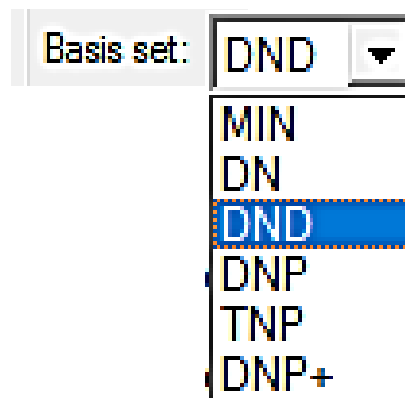 Basis set: DND
MIN
DN
DND
DNP
TNP
DNP+